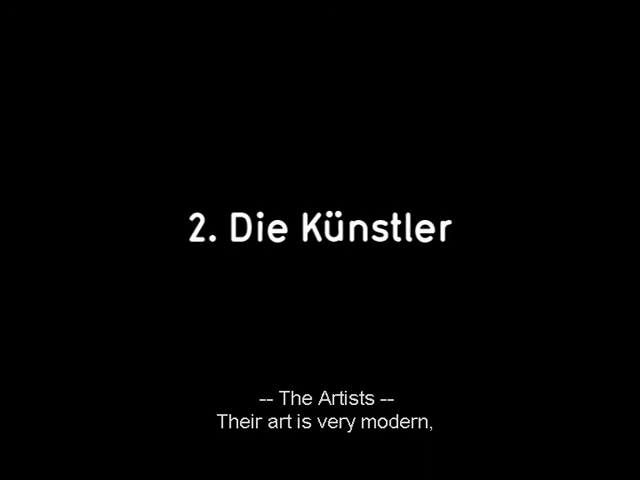 2. Die Künstler
-- The Artists --
Their art is very modern,